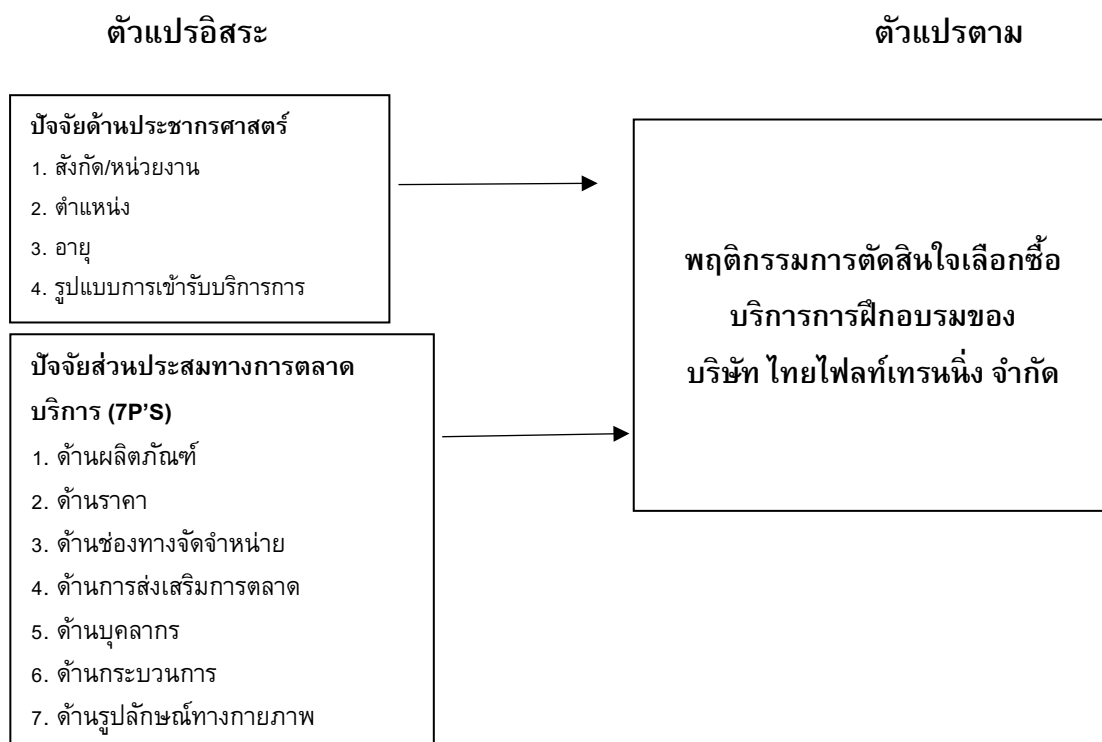 ตัวแปรอิสระ
ตัวแปรตาม
ปัจจัยด้านประชากรศาสตร์
1. สังกัด/หน่วยงาน
2. ตำแหน่ง
3. อายุ
4. รูปแบบการเข้ารับบริการการ
ปัจจัยส่วนประสมทางการตลาด
บริการ (7P’S)
1. ด้านผลิตภัณฑ์
2. ด้านราคา
3. ด้านช่องทางจัดจำหน่าย
4. ด้านการส่งเสริมการตลาด
5. ด้านบุคลากร
6. ด้านกระบวนการ
7. ด้านรูปลักษณ์ทางกายภาพ
พฤติกรรมการตัดสินใจเลือกซื้อ
บริการการฝึกอบรมของ
บริษัท ไทยไฟลท์เทรนนิ่ง จำกัด